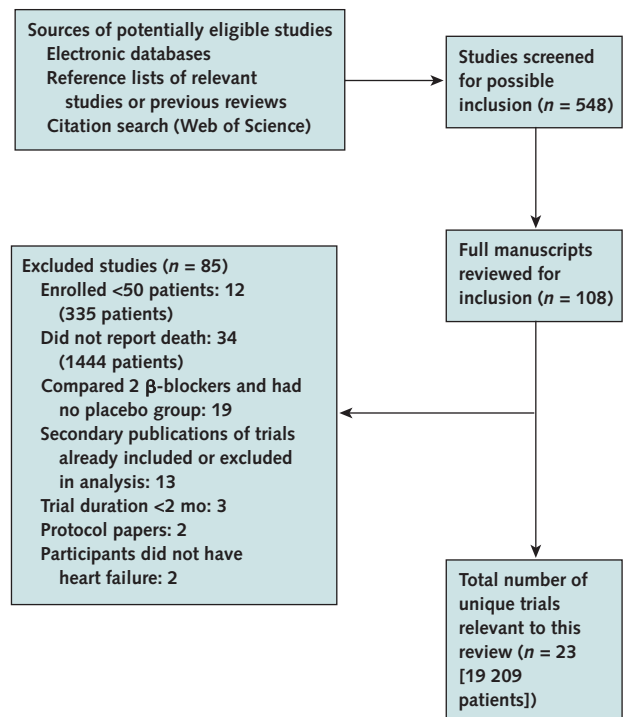 Sources of potentially eligible studies
Electronic databases
Reference lists of relevant
studies or previous reviews
Citation search (Web of Science)
Studies screened
for possible
inclusion (n = 548)
Full manuscripts
reviewed for
inclusion (n = 108)
Excluded studies (n = 85)
Enrolled <50 patients: 12
(335 patients)
Did not report death: 34
(1444 patients)
Compared 2 β-blockers and had
no placebo group: 19
Secondary publications of trials
already included or excluded
in analysis: 13
Trial duration <2 mo: 3
Protocol papers: 2
Participants did not have
heart failure: 2
Total number of
unique trials
relevant to this
review (n = 23
[19 209
patients])